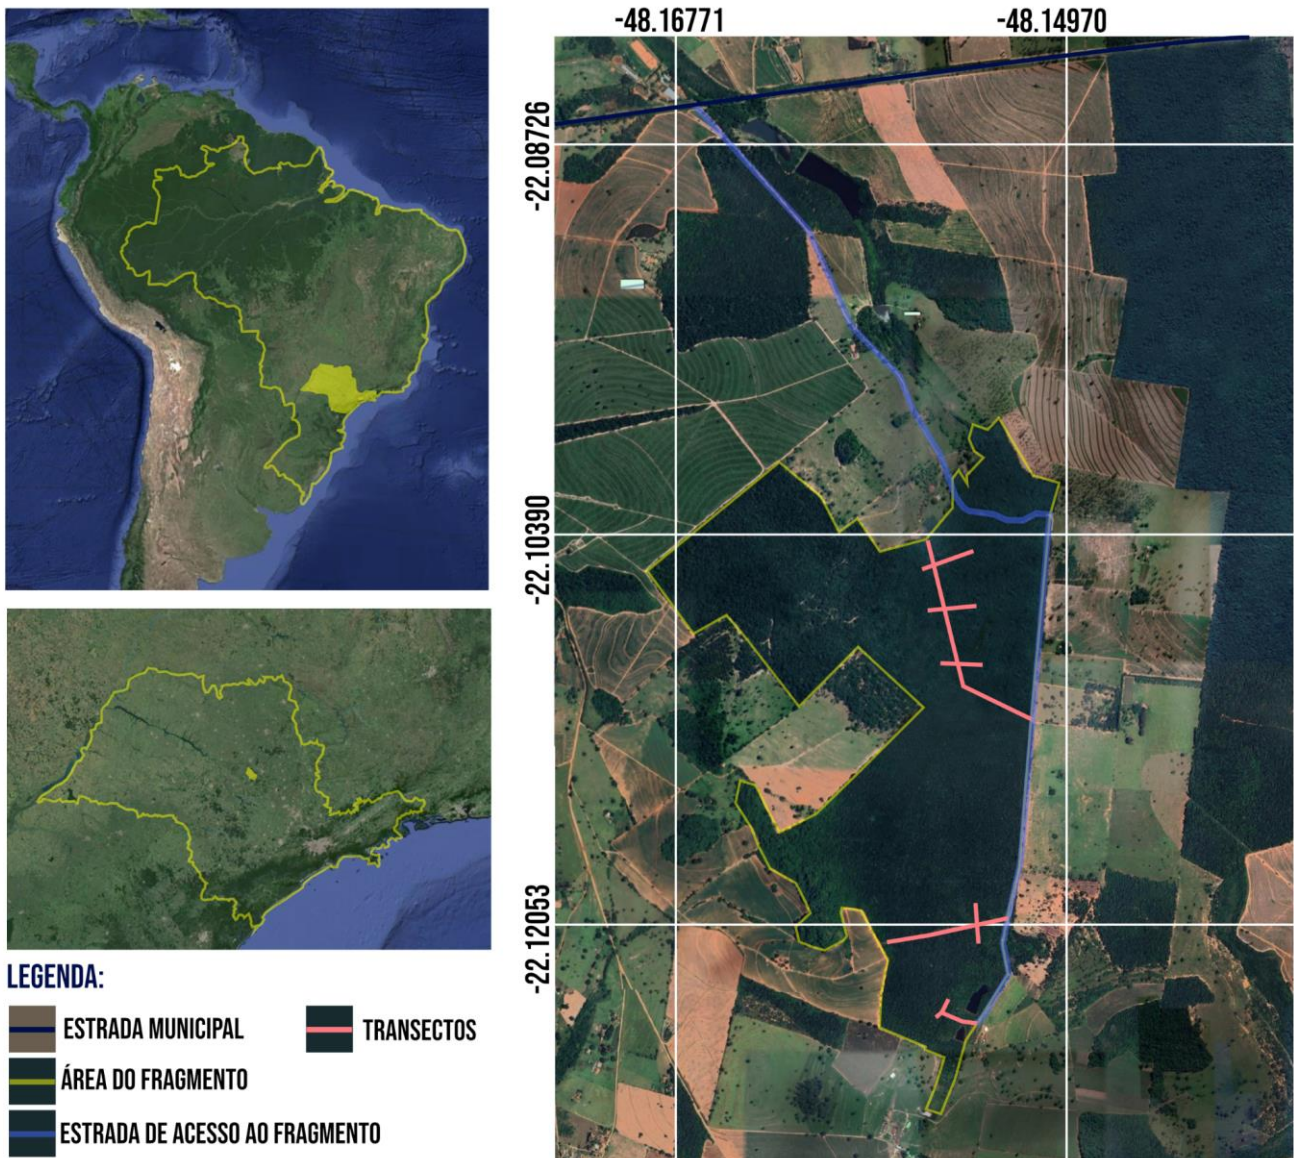 -48.16771
-48.14970
-22.08726
-22.10390
-22.12053
LEGENDA:
ESTRADA MUNICIPAL
TRANSECTOS
ÁREA DO FRAGMENTO
ESTRADA DE ACESSO AO FRAGMENTO